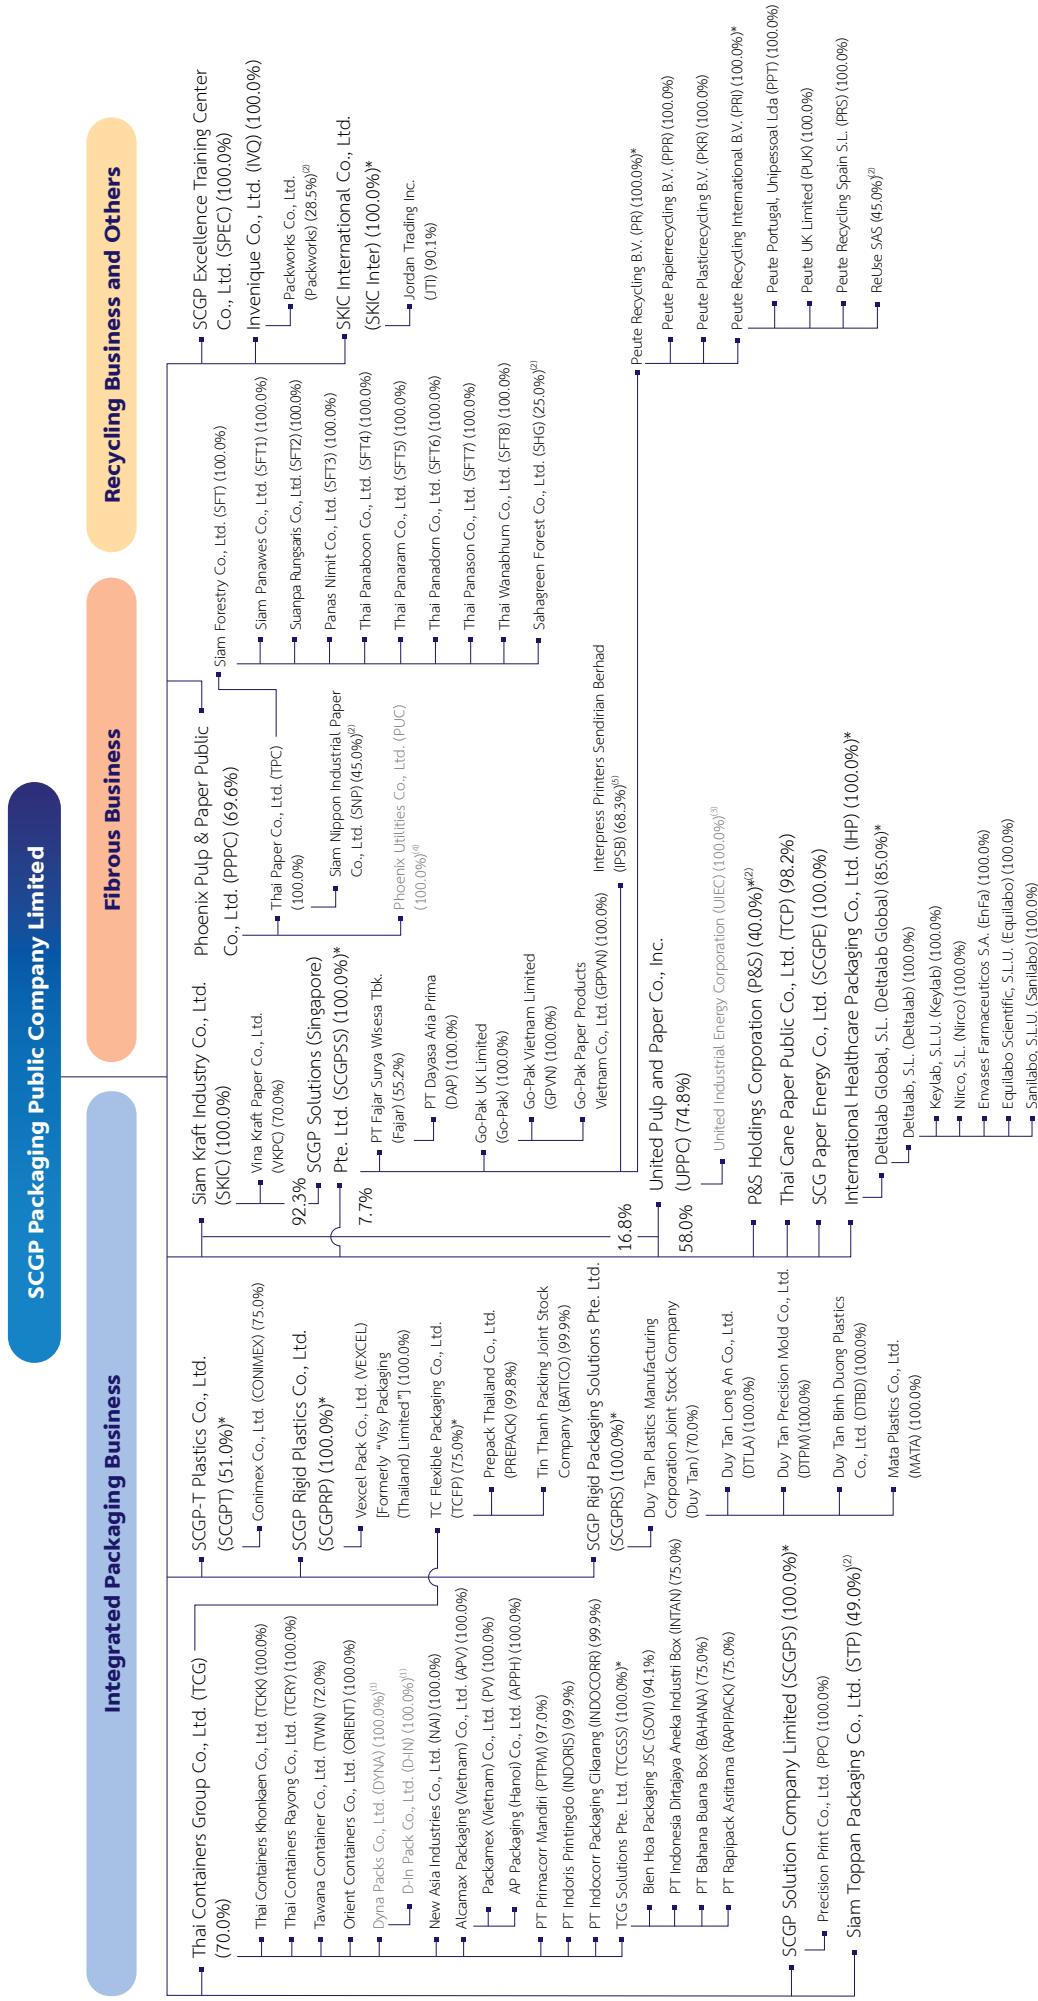 SCGP Packaging Public Company Limited
Integrated Packaging Business
Fibrous Business
Recycling Business and Others
Thai Containers Group Co., Ltd. (TCG)
(70.0%)
Thai Containers Khonkaen Co., Ltd. (TCKK) (100.0%)
Thai Containers Rayong Co., Ltd. (TCRY) (100.0%)
Tawana Container Co., Ltd. (TWN) (72.0%)
Orient Containers Co., Ltd. (ORIENT) (100.0%)
Dyna Packs Co., Ltd. (DYNA) (100.0%)(1)
D-In Pack Co., Ltd. (D-IN) (100.0%)(1)
New Asia Industries Co., Ltd. (NAI) (100.0%)
Alcamax Packaging (Vietnam) Co., Ltd. (APV) (100.0%)
Packamex (Vietnam) Co., Ltd. (PV) (100.0%)
AP Packaging (Hanoi) Co., Ltd. (APPH) (100.0%)
PT Primacorr Mandiri (PTPM) (97.0%)
PT Indoris Printingdo (INDORIS) (99.9%)
PT Indocorr Packaging Cikarang (INDOCORR) (99.9%)
TCG Solutions Pte. Ltd. (TCGSS) (100.0%)*
Bien Hoa Packaging JSC (SOVI) (94.1%)
PT Indonesia Dirtajaya Aneka Industri Box (INTAN) (75.0%)
PT Bahana Buana Box (BAHANA) (75.0%)
PT Rapipack Asritama (RAPIPACK) (75.0%)
SCGP Solution Company Limited (SCGPS) (100.0%)*
Precision Print Co., Ltd. (PPC) (100.0%)
Siam Toppan Packaging Co., Ltd. (STP) (49.0%)(2)
SCGP-T Plastics Co., Ltd.
(SCGPT) (51.0%)*
Conimex Co., Ltd. (CONIMEX) (75.0%)
SCGP Rigid Plastics Co., Ltd.
(SCGPRP) (100.0%)*
Vexcel Pack Co., Ltd. (VEXCEL)
[Formerly "Visy Packaging
(Thailand) Limited"] (100.0%)
TC Flexible Packaging Co., Ltd.
(TCFP) (75.0%)*
Prepack Thailand Co., Ltd.
(PREPACK) (99.8%)
Tin Thanh Packing Joint Stock
Company (BATICO) (99.9%)
SCGP Rigid Packaging Solutions Pte. Ltd.
(SCGPRS) (100.0%)*
Duy Tan Plastics Manufacturing
Corporation Joint Stock Company
(Duy Tan) (70.0%)
Duy Tan Long An Co., Ltd.
(DTLA) (100.0%)
Duy Tan Precision Mold Co., Ltd.
(DTPM) (100.0%)
Duy Tan Binh Duong Plastics
Co., Ltd. (DTBD) (100.0%)
Mata Plastics Co., Ltd.
(MATA) (100.0%)
Siam Kraft Industry Co., Ltd.
(SKIC) (100.0%)
Vina Kraft Paper Co., Ltd.
(VKPC) (70.0%)
92.3%
SCGP Solutions (Singapore)
Pte. Ltd. (SCGPSS) (100.0%)*
7.7%
PT Fajar Surya Wisesa Tbk.
(Fajar) (55.2%)
PT Dayasa Aria Prima
(DAP) (100.0%)
Go-Pak UK Limited
(Go-Pak) (100.0%)
Go-Pak Vietnam Limited
(GPVN) (100.0%)
Go-Pak Paper Products
Vietnam Co., Ltd. (GPPVN) (100.0%)
Interpress Printers Sendirian Berhad
(IPSB) (68.3%)(5)
16.8%
United Pulp and Paper Co., Inc.
(UPPC) (74.8%)
58.0%
United Industrial Energy Corporation (UIEC) (100.0%)(3)
P&S Holdings Corporation (P&S) (40.0%)*(2)
Thai Cane Paper Public Co., Ltd. (TCP) (98.2%)
SCG Paper Energy Co., Ltd. (SCGPE) (100.0%)
International Healthcare Packaging Co., Ltd. (IHP) (100.0%)*
Deltalab Global, S.L. (Deltalab Global) (85.0%)*
Deltalab, S.L. (Deltalab) (100.0%)
Keylab, S.L.U. (Keylab) (100.0%)
Nirco, S.L. (Nirco) (100.0%)
Envases Farmaceuticos S.A. (EnFa) (100.0%)
Equilabo Scientific, S.L.U. (Equilabo) (100.0%)
Sanilabo, S.L.U. (Sanilabo) (100.0%)
Phoenix Pulp & Paper Public
Co., Ltd. (PPPC) (69.6%)
Thai Paper Co., Ltd. (TPC)
(100.0%)
Siam Nippon Industrial Paper
Co., Ltd. (SNP) (45.0%)(2)
Phoenix Utilities Co., Ltd. (PUC)
(100.0%)(4)
Siam Forestry Co., Ltd. (SFT) (100.0%)
Siam Panawes Co., Ltd. (SFT1) (100.0%)
Suanpa Rungsaris Co., Ltd. (SFT2) (100.0%)
Panas Nimit Co., Ltd. (SFT3) (100.0%)
Thai Panaboon Co., Ltd. (SFT4) (100.0%)
Thai Panaram Co., Ltd. (SFT5) (100.0%)
Thai Panadorn Co., Ltd. (SFT6) (100.0%)
Thai Panason Co., Ltd. (SFT7) (100.0%)
Thai Wanabhum Co., Ltd. (SFT8) (100.0%)
Sahagreen Forest Co., Ltd. (SHG) (25.0%)(2)
SCGP Excellence Training Center
Co., Ltd. (SPEC) (100.0%)
Invenique Co., Ltd. (IVQ) (100.0%)
Packworks Co., Ltd.
(Packworks) (28.5%)(2)
SKIC International Co., Ltd.
(SKIC Inter) (100.0%)*
Jordan Trading Inc.
(JTI) (90.1%)
Peute Recycling B.V. (PR) (100.0%)*
Peute Papierrecycling B.V. (PPR) (100.0%)
Peute Plasticrecycling B.V. (PKR) (100.0%)
Peute Recycling International B.V. (PRI) (100.0%)*
Peute Portugal, Unipessoal Lda (PPT) (100.0%)
Peute UK Limited (PUK) (100.0%)
Peute Recycling Spain S.L. (PRS) (100.0%)
ReUse SAS (45.0%)(2)